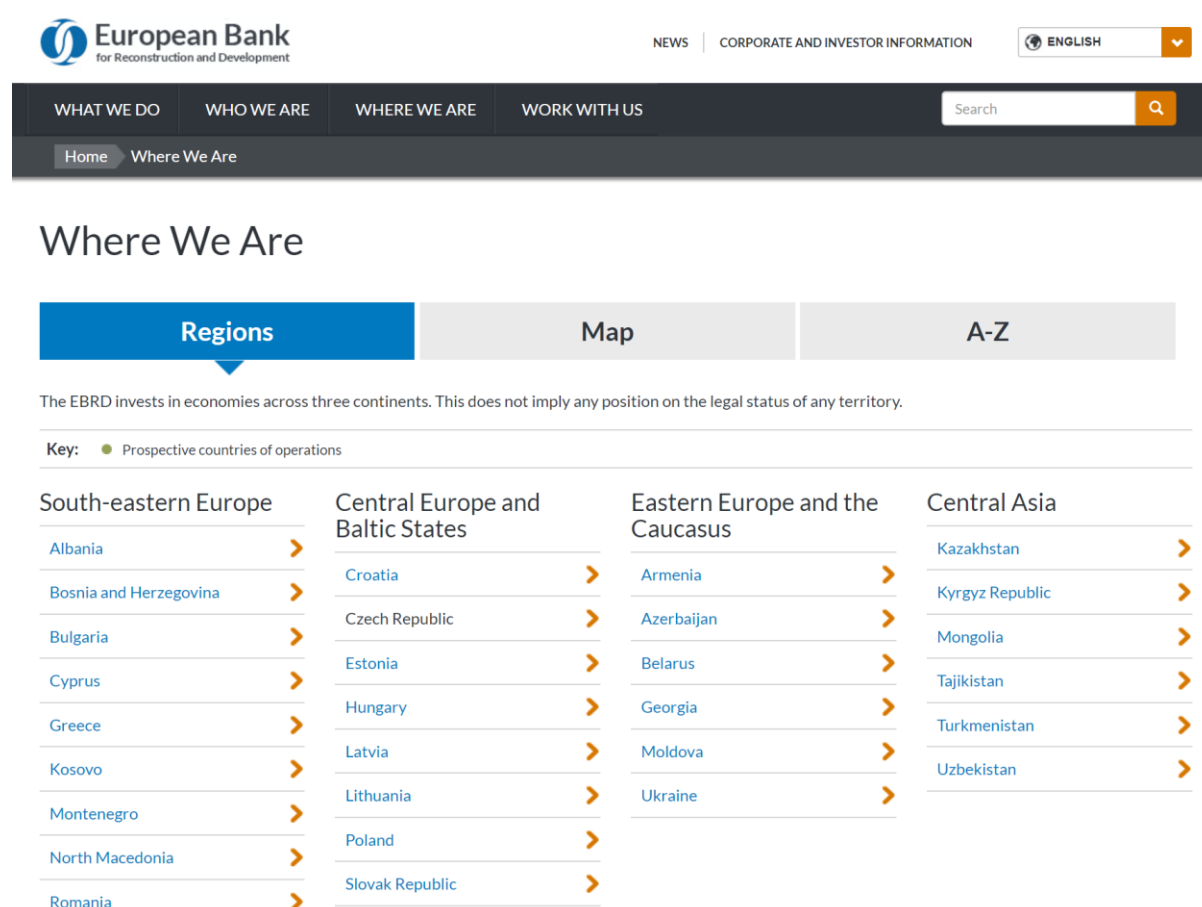 European Bank
for Reconstruction and Development
NEWS
CORPORATE AND INVESTOR INFORMATION
ENGLISH
WHAT WE DO
WHO WE ARE
WHERE WE ARE
WORK WITH US
Search
Home
Where We Are
Where We Are
Regions
Map
A-Z
The EBRD invests in economies across three continents. This does not imply any position on the legal status of any territory.
Key:
Prospective countries of operations
South-eastern Europe
Albania
Bosnia and Herzegovina
Bulgaria
Cyprus
Greece
Kosovo
Montenegro
North Macedonia
Romania
Central Europe and
Baltic States
Croatia
Czech Republic
Estonia
Hungary
Latvia
Lithuania
Poland
Slovak Republic
Eastern Europe and the
Caucasus
Armenia
Azerbaijan
Belarus
Georgia
Moldova
Ukraine
Central Asia
Kazakhstan
Kyrgyz Republic
Mongolia
Tajikistan
Turkmenistan
Uzbekistan